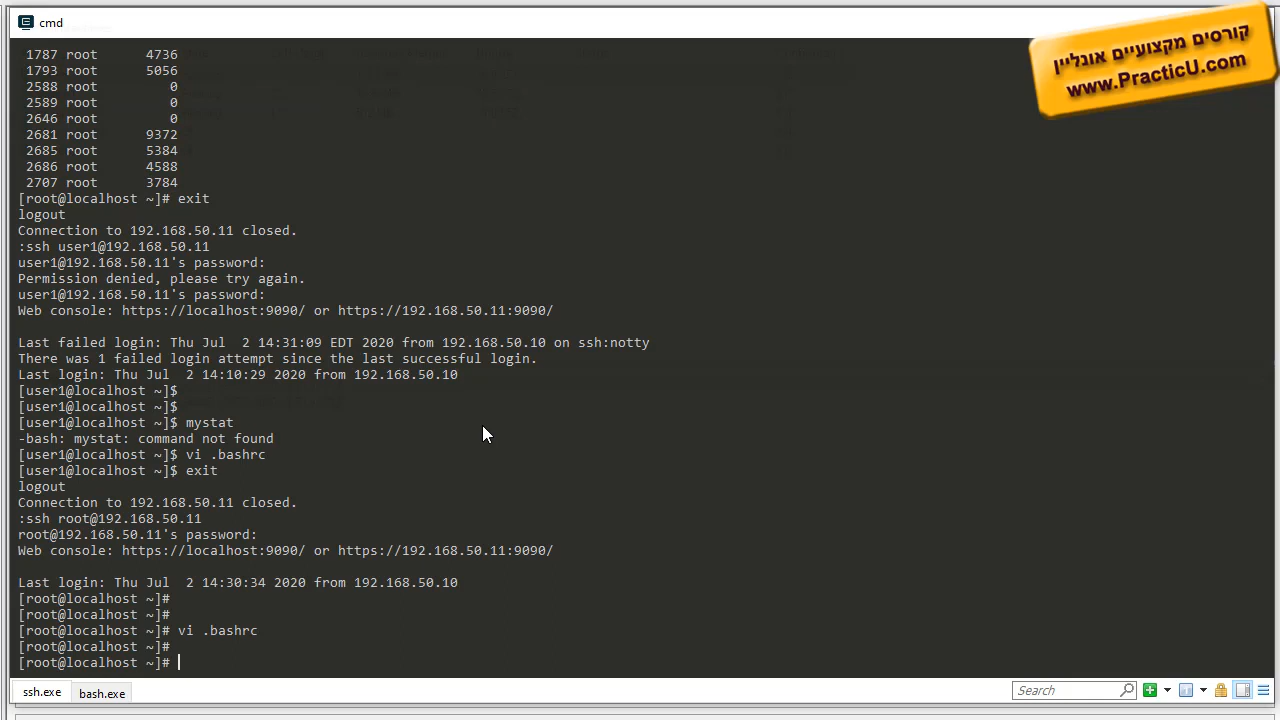 cmd
קורסים מקצועיים אונליין
www.PracticU.com
1787 root      4736
1793 root      5056
2588 root         0
2589 root         0
2646 root         0
2681 root      9372
2685 root      5384
2686 root      4588
2707 root      3784
[root@localhost ~]# exit
logout
Connection to 192.168.50.11 closed.
:ssh user1@192.168.50.11
user1@192.168.50.11's password:
Permission denied, please try again.
user1@192.168.50.11's password:
Web console: https://localhost:9090/ or https://192.168.50.11:9090/
Last failed login: Thu Jul  2 14:31:09 EDT 2020 from 192.168.50.10 on ssh:notty
There was 1 failed login attempt since the last successful login.
Last login: Thu Jul  2 14:10:29 2020 from 192.168.50.10
[user1@localhost ~]$
[user1@localhost ~]$
[user1@localhost ~]$ mystat
-bash: mystat: command not found
[user1@localhost ~]$ vi .bashrc
[user1@localhost ~]$ exit
logout
Connection to 192.168.50.11 closed.
:ssh root@192.168.50.11
root@192.168.50.11's password:
Web console: https://localhost:9090/ or https://192.168.50.11:9090/
Last login: Thu Jul  2 14:30:34 2020 from 192.168.50.10
[root@localhost ~]#
[root@localhost ~]#
[root@localhost ~]# vi .bashrc
[root@localhost ~]#
[root@localhost ~]#
ssh.exe
bash.exe
Search